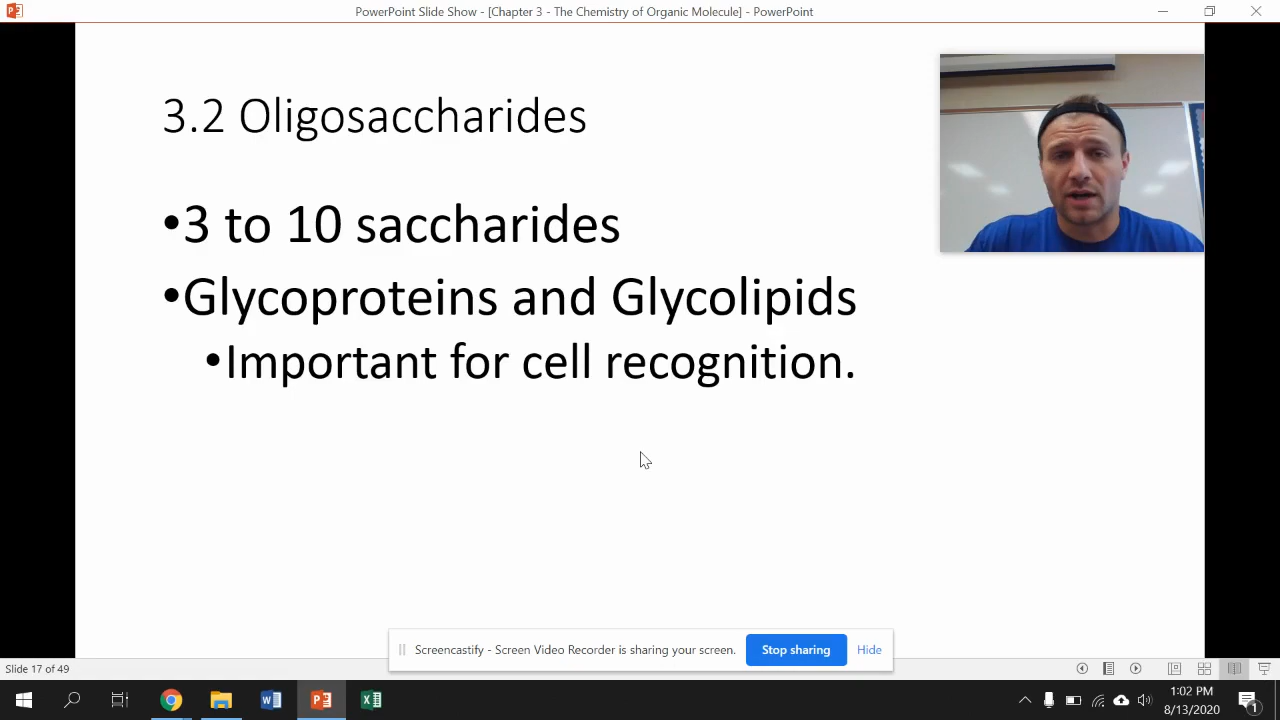 PowerPoint Slide Show - [Chapter 3 - The Chemistry of Organic Molecule] - PowerPoint
3.2 Oligosaccharides
•3 to 10 saccharides
•Glycoproteins and Glycolipids
•Important for cell recognition.
Screencastify - Screen Video Recorder is sharing your screen.
Stop sharing
Hide
Slide 17 of 49
1:02 PM
8/13/2020
1